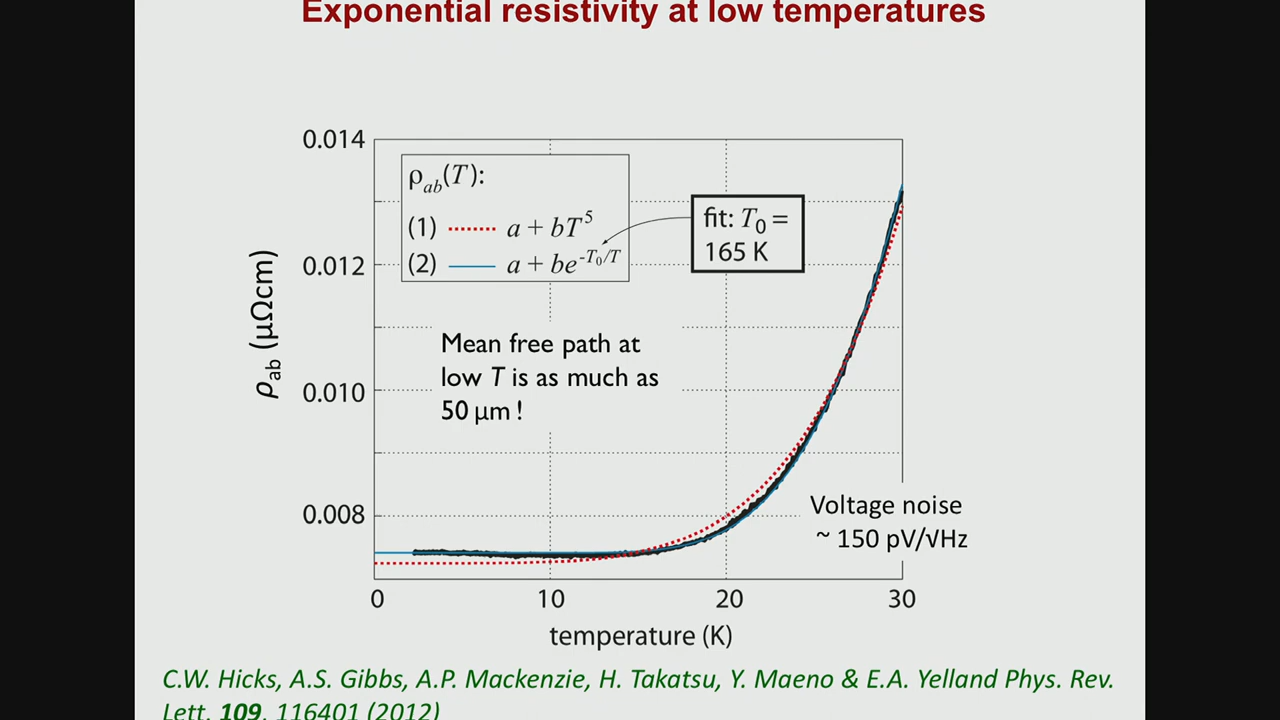 Exponential resistivity at low temperatures
0.014
0.012
0.010
0.008
ρab (μΩcm)
ρab(T):
(1) a + bT⁵
(2) a + be^-T₀/T
fit: T₀ =
165 K
Mean free path at
low T is as much as
50 μm !
Voltage noise
~ 150 pV/√Hz
0 10 20 30
temperature (K)
C.W. Hicks, A.S. Gibbs, A.P. Mackenzie, H. Takatsu, Y. Maeno & E.A. Yelland Phys. Rev.
Lett. 109, 116401 (2012)